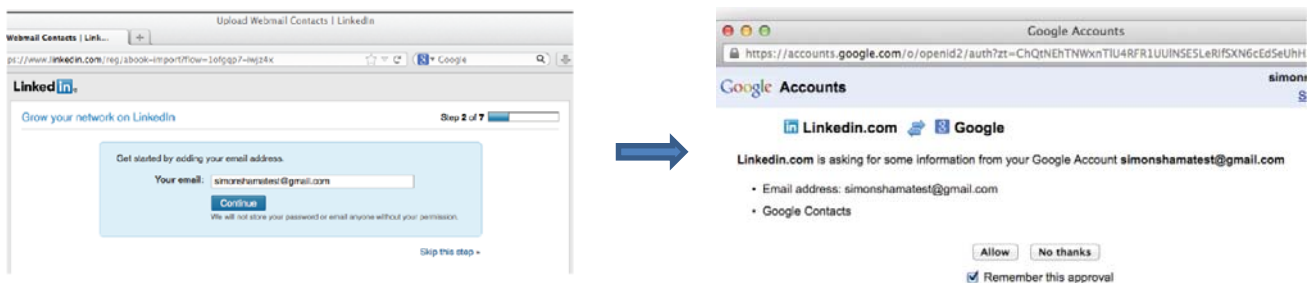 Upload Webmail Contacts | LinkedIn
Webmail Contacts | Link...
ps://www.linkedin.com/reg/abook-import?flow=1ofgqp7-iwjz4x
Google
Linked in
Grow your network on LinkedIn
Step 2 of 7
Get started by adding your email address.
Your email: simonshamatest@gmail.com
Continue
We will not store your password or email anyone without your permission.
Skip this step »
Google Accounts
https://accounts.google.com/o/openid2/auth?zt=
Google Accounts
Linkedin.com Google
Linkedin.com is asking for some information from your Google Account simonshamatest@gmail.com
• Email address: simonshamatest@gmail.com
• Google Contacts
Allow No thanks
Remember this approval